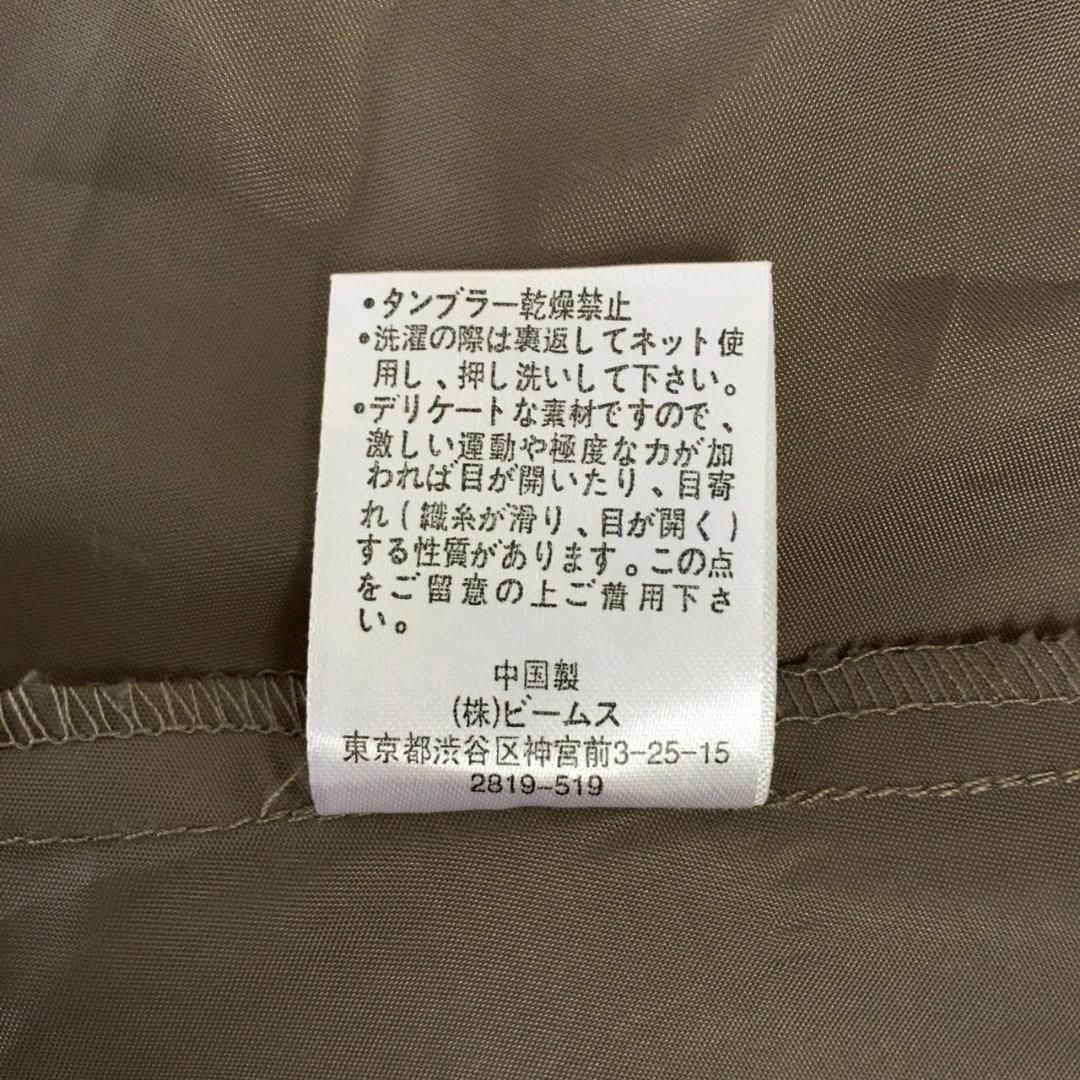 ・タンブラー乾燥禁止
・洗濯の際は裏返してネット使
用し、押し洗いして下さい。
・デリケートな素材ですので、
激しい運動や極度な力が加
われば目が開いたり、目寄
れ(織糸が滑り、目が開く)
する性質があります。この点
をご留意の上ご着用下さ
い。
中国製
(株)ビームス
東京都渋谷区神宮前3-25-15
2819-519